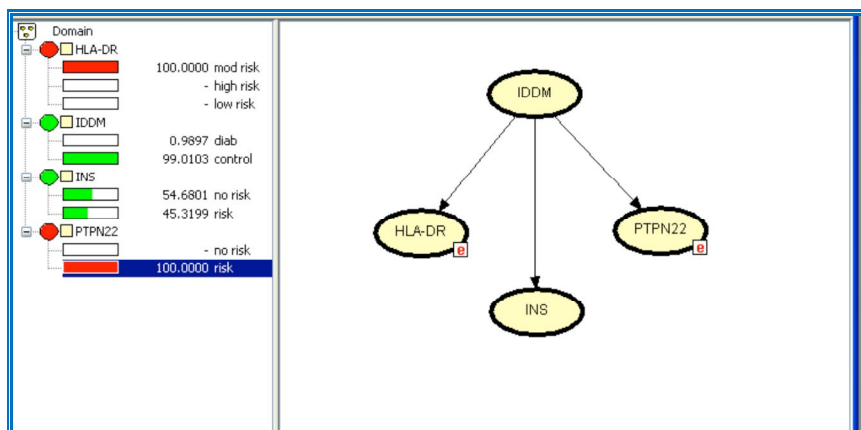 Domain
HLA-DR
100.0000 mod risk
- high risk
- low risk
IDDM
0.9897 diab
99.0103 control
INS
54.6801 no risk
45.3199 risk
PTPN22
- no risk
100.0000 risk
IDDM
HLA-DR
e
PTPN22
e
INS